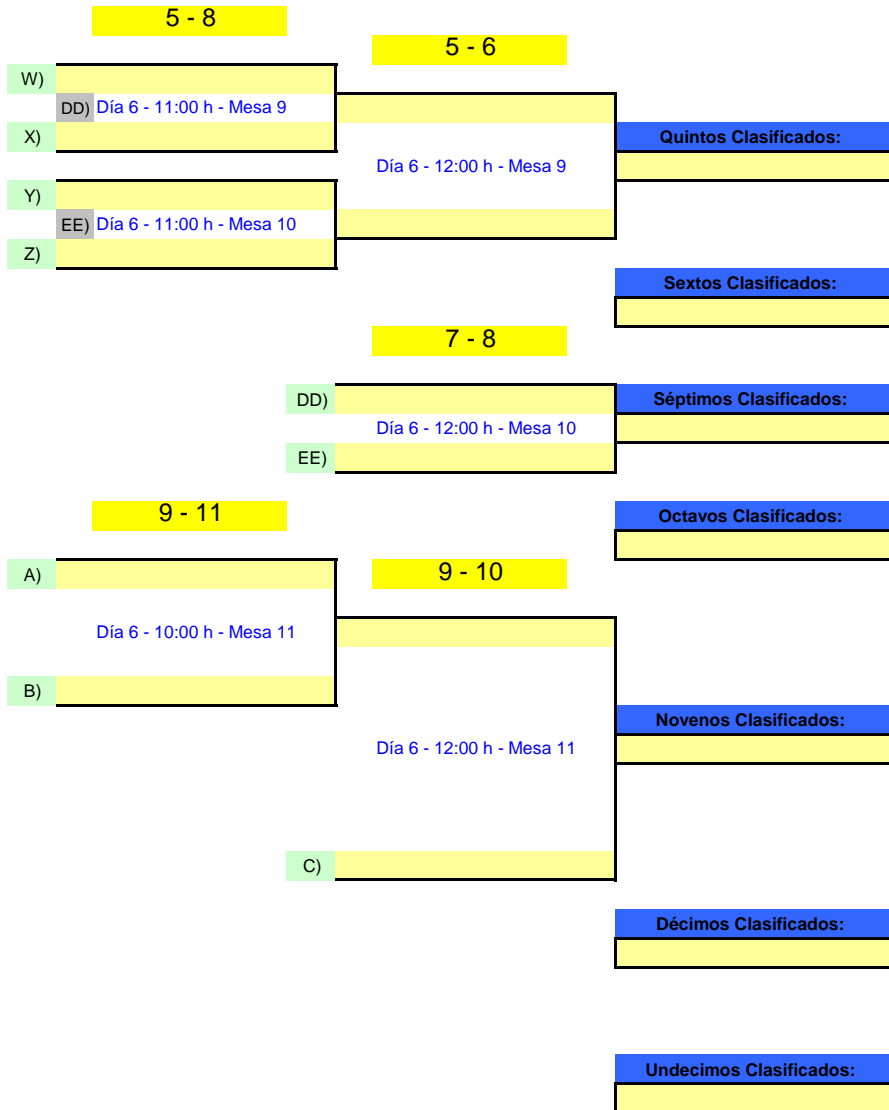 5 - 8
5 - 6
W)
DD) Día 6 - 11:00 h - Mesa 9
X)
Quintos Clasificados:
Día 6 - 12:00 h - Mesa 9
Y)
EE) Día 6 - 11:00 h - Mesa 10
Z)
Sextos Clasificados:
7 - 8
DD)
Séptimos Clasificados:
Día 6 - 12:00 h - Mesa 10
EE)
9 - 11
Octavos Clasificados:
A)
9 - 10
Día 6 - 10:00 h - Mesa 11
B)
Novenos Clasificados:
Día 6 - 12:00 h - Mesa 11
C)
Décimos Clasificados:
Undecimos Clasificados: